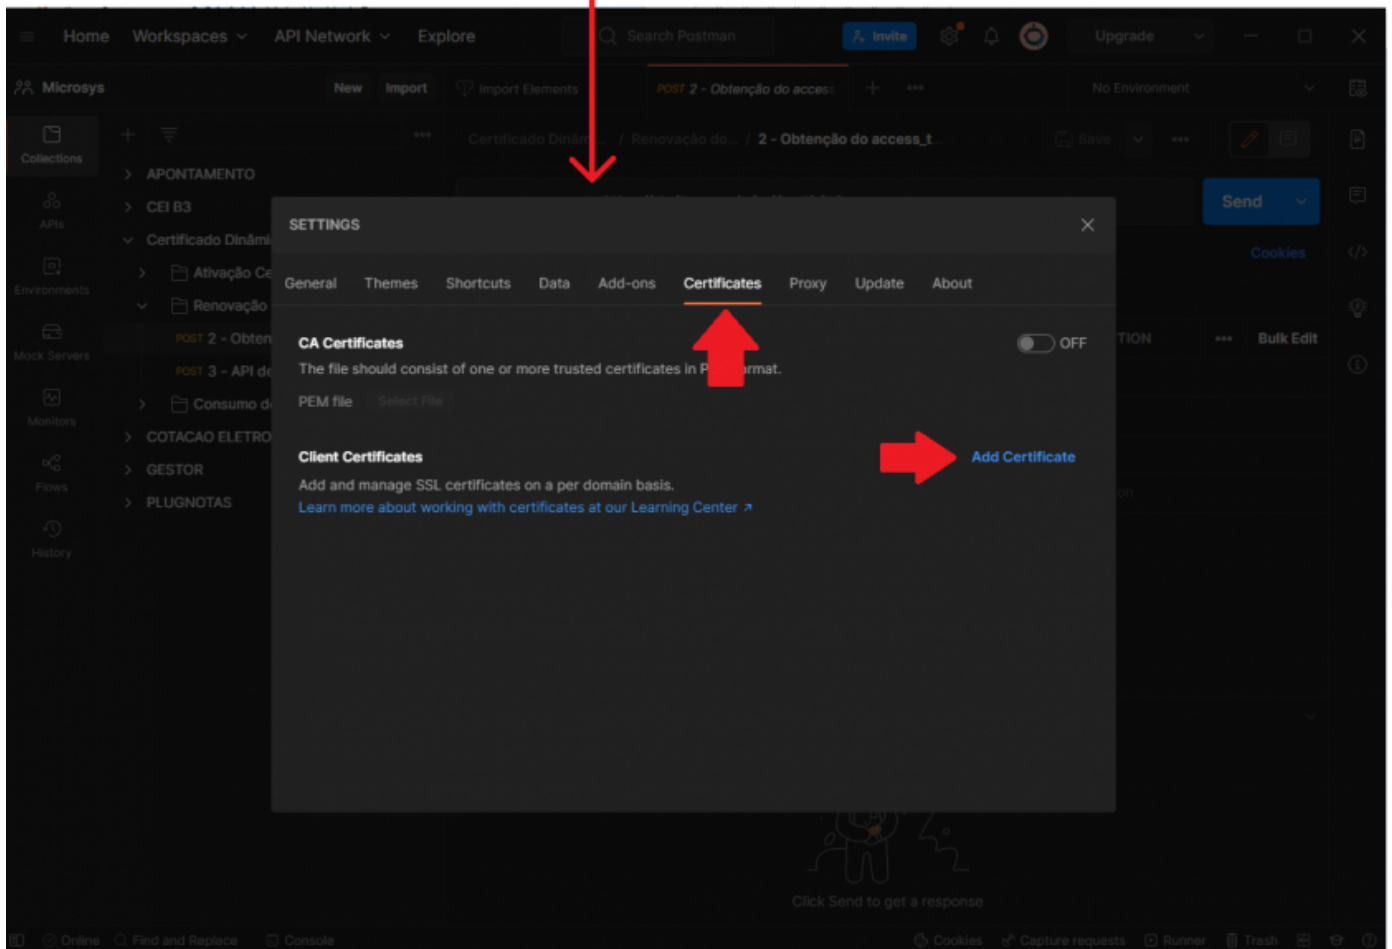 Home Workspaces API Network Explore Search Postman Invite Upgrade
Microsys New Import Import Elements POST 2 - Obtenção do access No Environment
Collections
Certificado Dinâm... / Renovação do... / 2 - Obtenção do access_t... Save
APONTAMENTO
APIs
CEI B3
Send
Certificado Dinâmi
Cookies
Environments
Ativação Ce
Renovação
Mock Servers
POST 2 - Obten
TION Bulk Edit
POST 3 - API de
Monitors
Consumo de
COTACAO ELETRO
Flows
GESTOR
PLUGNOTAS
History
SETTINGS
General Themes Shortcuts Data Add-ons Certificates Proxy Update About
CA Certificates OFF
The file should consist of one or more trusted certificates in P ormat.
PEM file Select File
Client Certificates Add Certificate
Add and manage SSL certificates on a per domain basis.
Learn more about working with certificates at our Learning Center ↗
on
Click Send to get a response
Online Find and Replace Console Cookies Capture requests Runner Trash